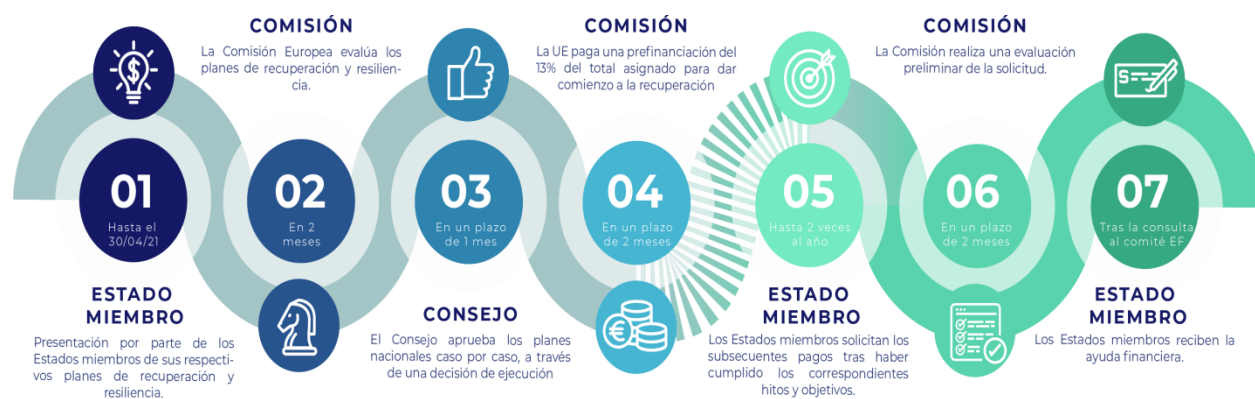 01
Hasta el
30/04/21
ESTADO
MIEMBRO
Presentación por parte de los
Estados miembros de sus respecti-
vos planes de recuperación y
resiliencia.
COMISIÓN
La Comisión Europea evalúa los
planes de recuperación y resilien-
cia.
02
En 2
meses
03
En un plazo
de 1 mes
CONSEJO
El Consejo aprueba los planes
nacionales caso por caso, a través
de una decisión de ejecución
COMISIÓN
La UE paga una prefinanciación del
13% del total asignado para dar
comienzo a la recuperación
04
En un plazo
de 2 meses
05
Hasta 2 veces
al año
ESTADO
MIEMBRO
Los Estados miembros solicitan los
subsecuentes pagos tras haber
cumplido los correspondientes
hitos y objetivos.
COMISIÓN
La Comisión realiza una evaluación
preliminar de la solicitud.
06
En un plazo
de 2 meses
07
Tras la consulta
al comité EF
ESTADO
MIEMBRO
Los Estados miembros reciben la
ayuda financiera.